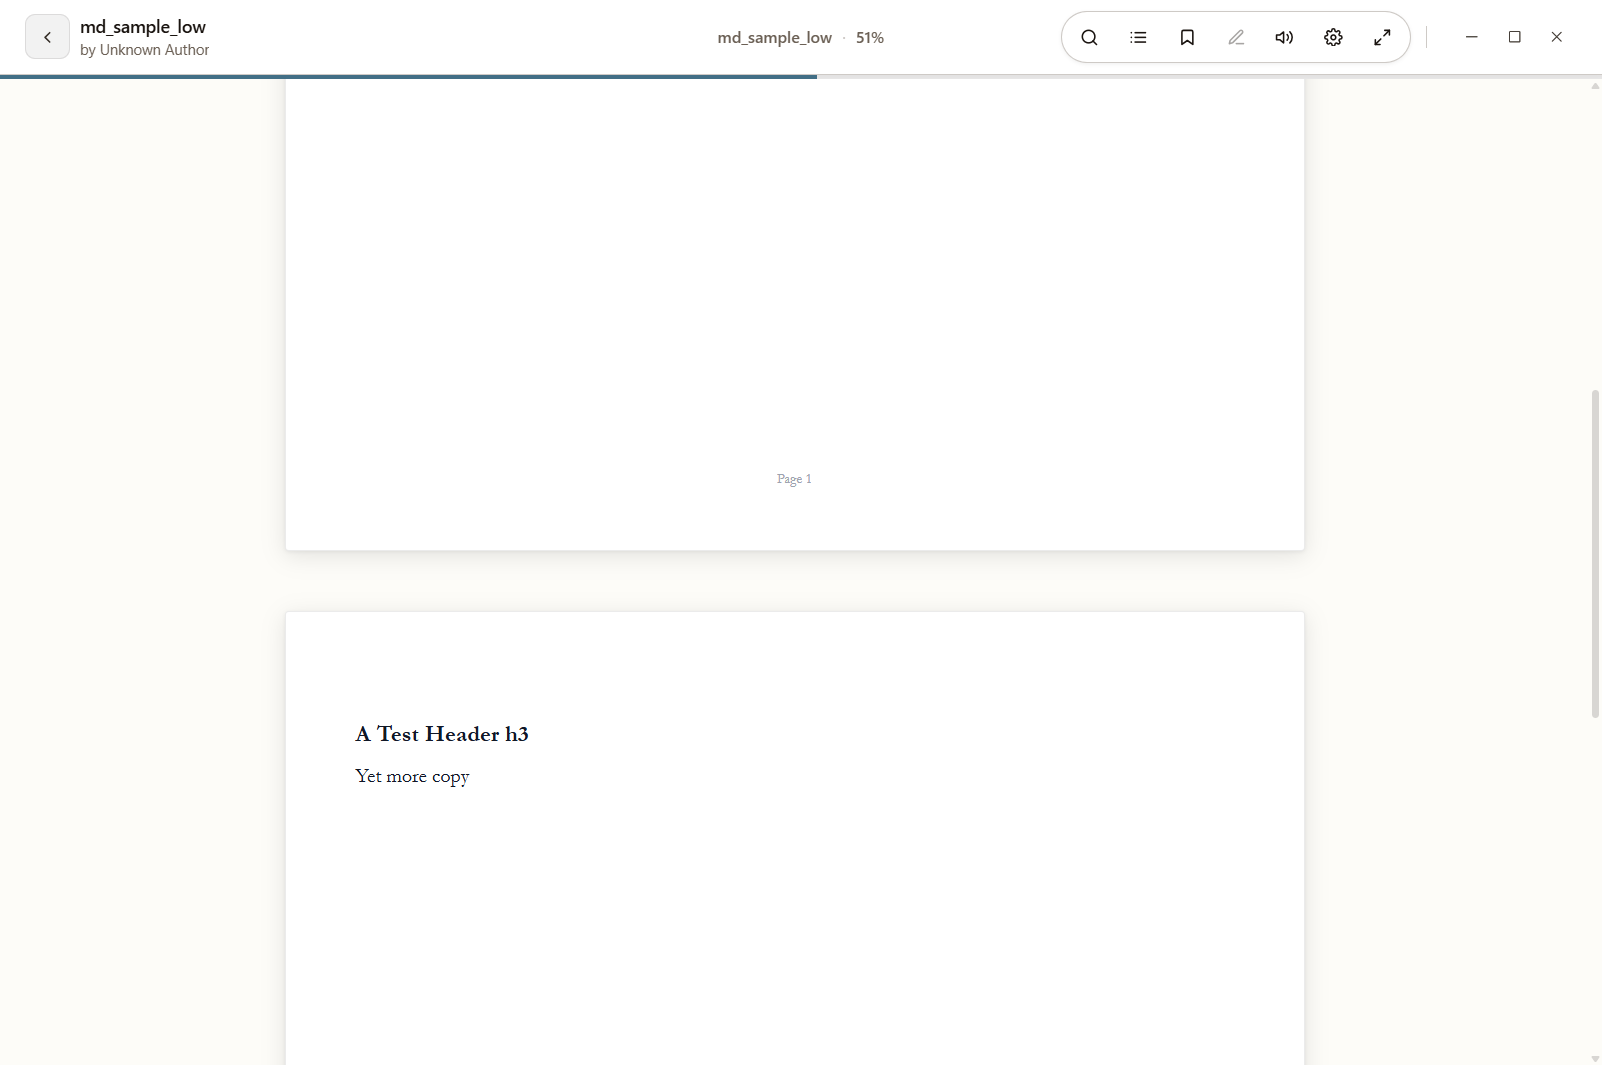 md_sample_low
by Unknown Author
md_sample_low · 51%
Page 1
A Test Header h3
Yet more copy